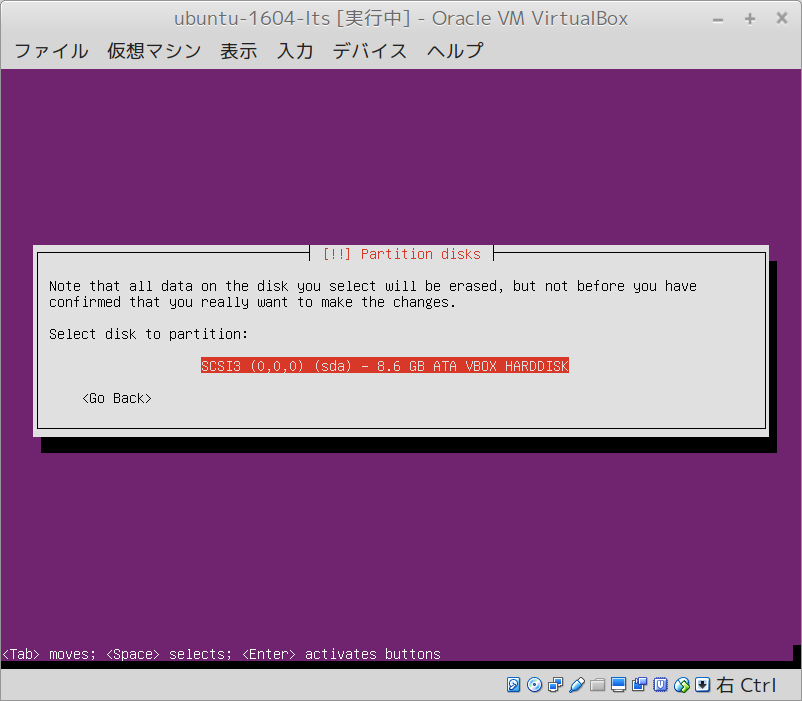 ubuntu-1604-lts [実行中] - Oracle VM VirtualBox
ファイル 仮想マシン 表示 入力 デバイス ヘルプ
[!!] Partition disks
Note that all data on the disk you select will be erased, but not before you have
confirmed that you really want to make the changes.
Select disk to partition:
SCSI3 (0,0,0) (sda) - 8.6 GB ATA VBOX HARDDISK
<Go Back>
<Tab> moves; <Space> selects; <Enter> activates buttons
右 Ctrl